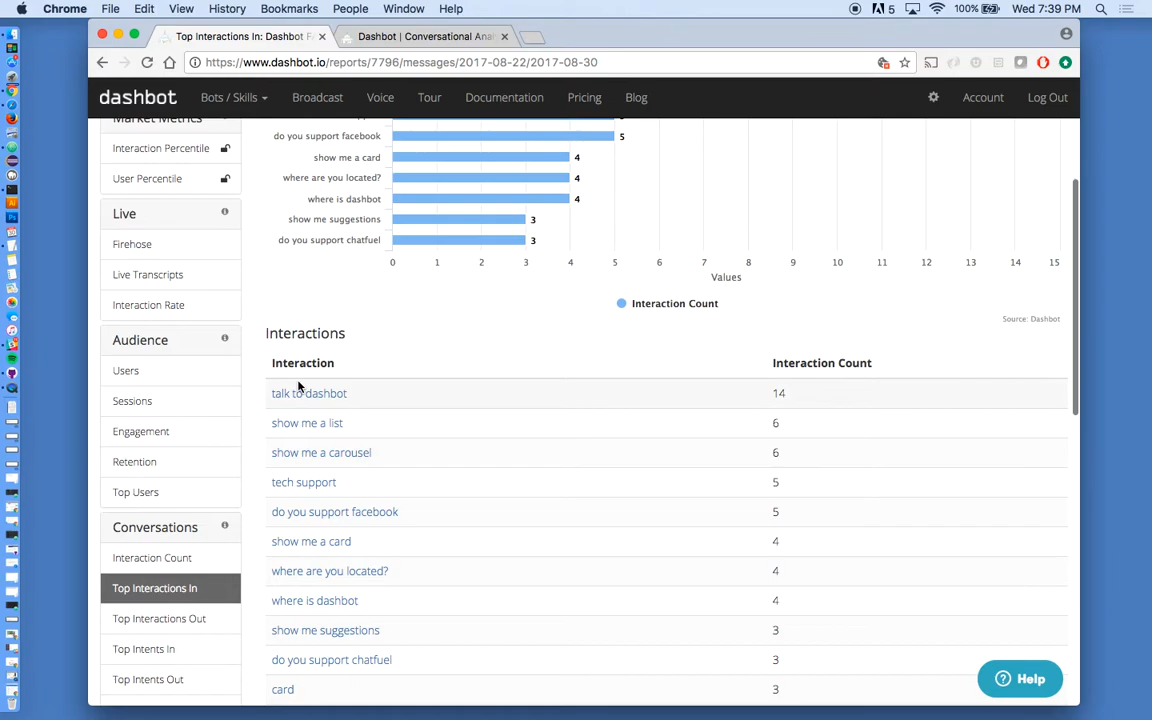 Chrome File Edit View History Bookmarks People Window Help 5 100% Wed 7:39 PM
Top Interactions In: Dashbot F Dashbot | Conversational Ana
https://www.dashbot.io/reports/7796/messages/2017-08-22/2017-08-30
dashbot Bots / Skills Broadcast Voice Tour Documentation Pricing Blog Account Log Out
Market Metrics
Interaction Percentile
User Percentile
Live
Firehose
Live Transcripts
Interaction Rate
Audience
Users
Sessions
Engagement
Retention
Top Users
Conversations
Interaction Count
Top Interactions In
Top Interactions Out
Top Intents In
Top Intents Out
do you support facebook 5
show me a card 4
where are you located? 4
where is dashbot 4
show me suggestions 3
do you support chatfuel 3
0 1 2 3 4 5 6 7 8 9 10 11 12 13 14 15
Values
Interaction Count
Source: Dashbot
Interactions
Interaction Interaction Count
talk to dashbot 14
show me a list 6
show me a carousel 6
tech support 5
do you support facebook 5
show me a card 4
where are you located? 4
where is dashbot 4
show me suggestions 3
do you support chatfuel 3
card 3
Help